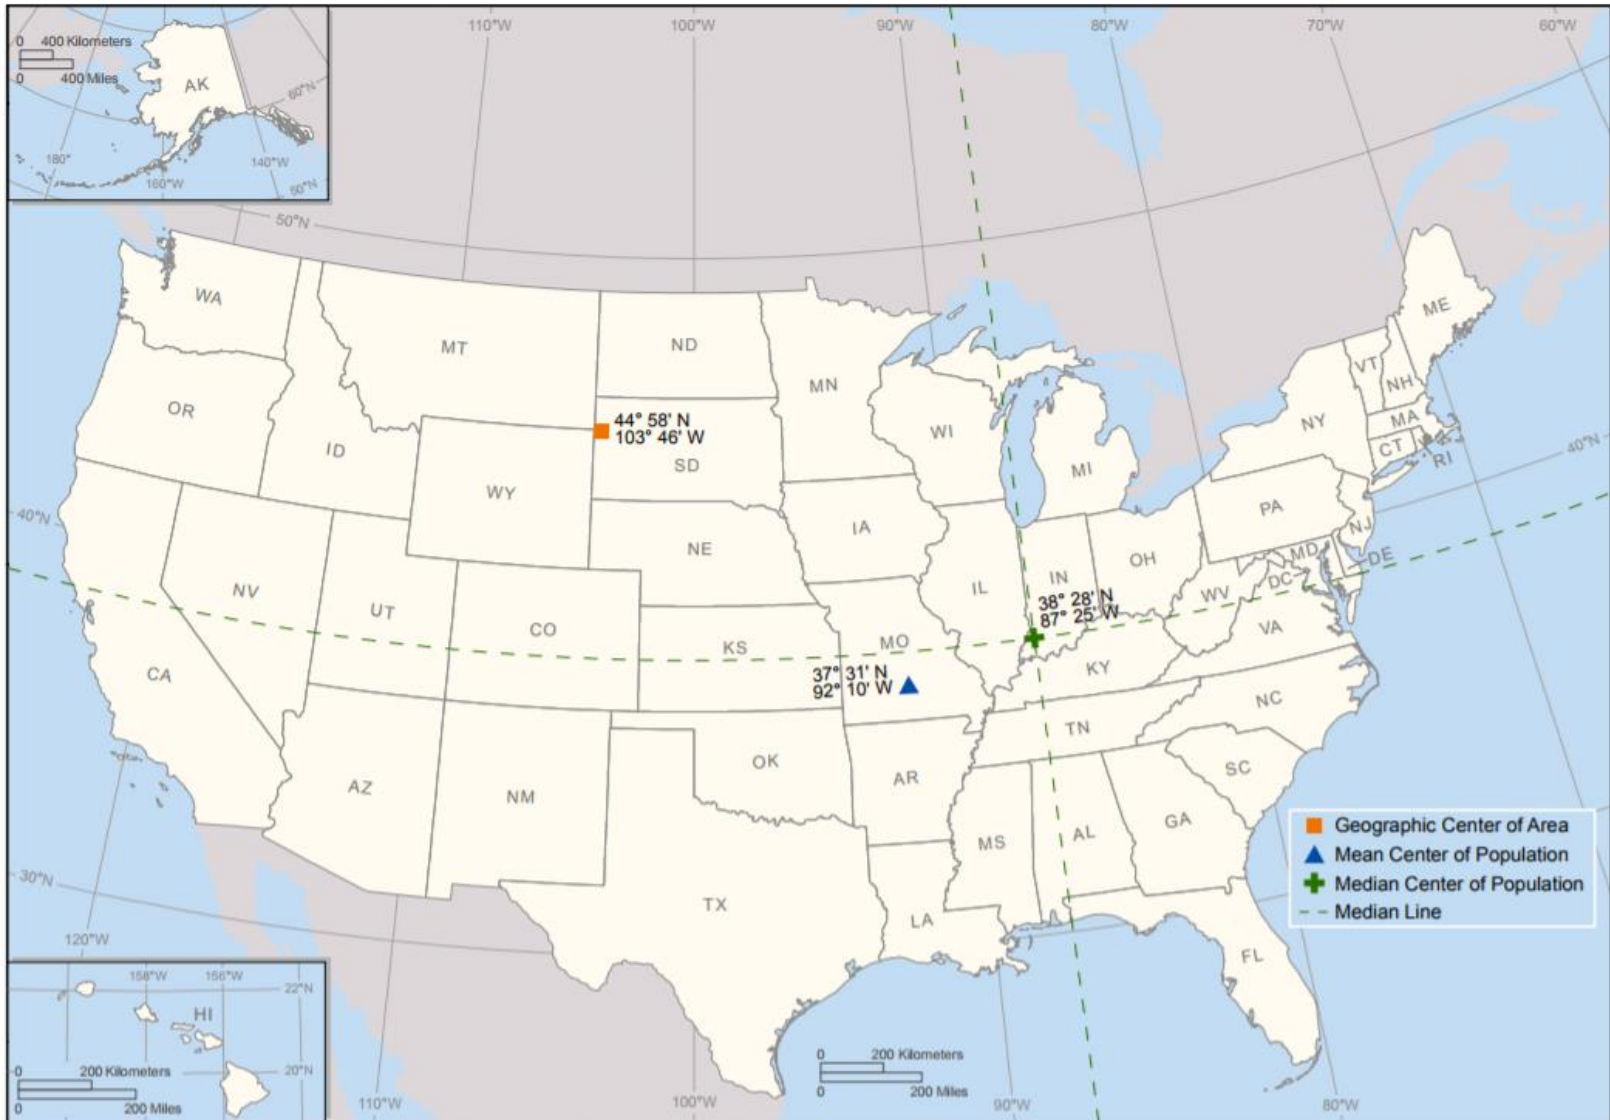 110°W
100°W
90°W
80°W
70°W
60°W
0 400 Kilometers
0 400 Miles
AK
60°N
180°
160°W
140°W
50°N
50°N
WA
MT
ND
MN
ME
OR
ID
WY
44° 58' N
103° 46' W
SD
WI
MI
NY
VT
NH
MA
CT
RI
40°N
40°N
NV
UT
CO
NE
IA
IL
IN
OH
PA
NJ
MD
DE
DC
WV
VA
38° 28' N
87° 25' W
CA
KS
MO
KY
37° 31' N
92° 10' W
AZ
NM
OK
AR
TN
NC
SC
MS
AL
GA
30°N
TX
LA
FL
Geographic Center of Area
Mean Center of Population
Median Center of Population
Median Line
120°W
158°W
156°W
22°N
HI
20°N
0 200 Kilometers
0 200 Miles
0 200 Kilometers
0 200 Miles
110°W
100°W
90°W
80°W